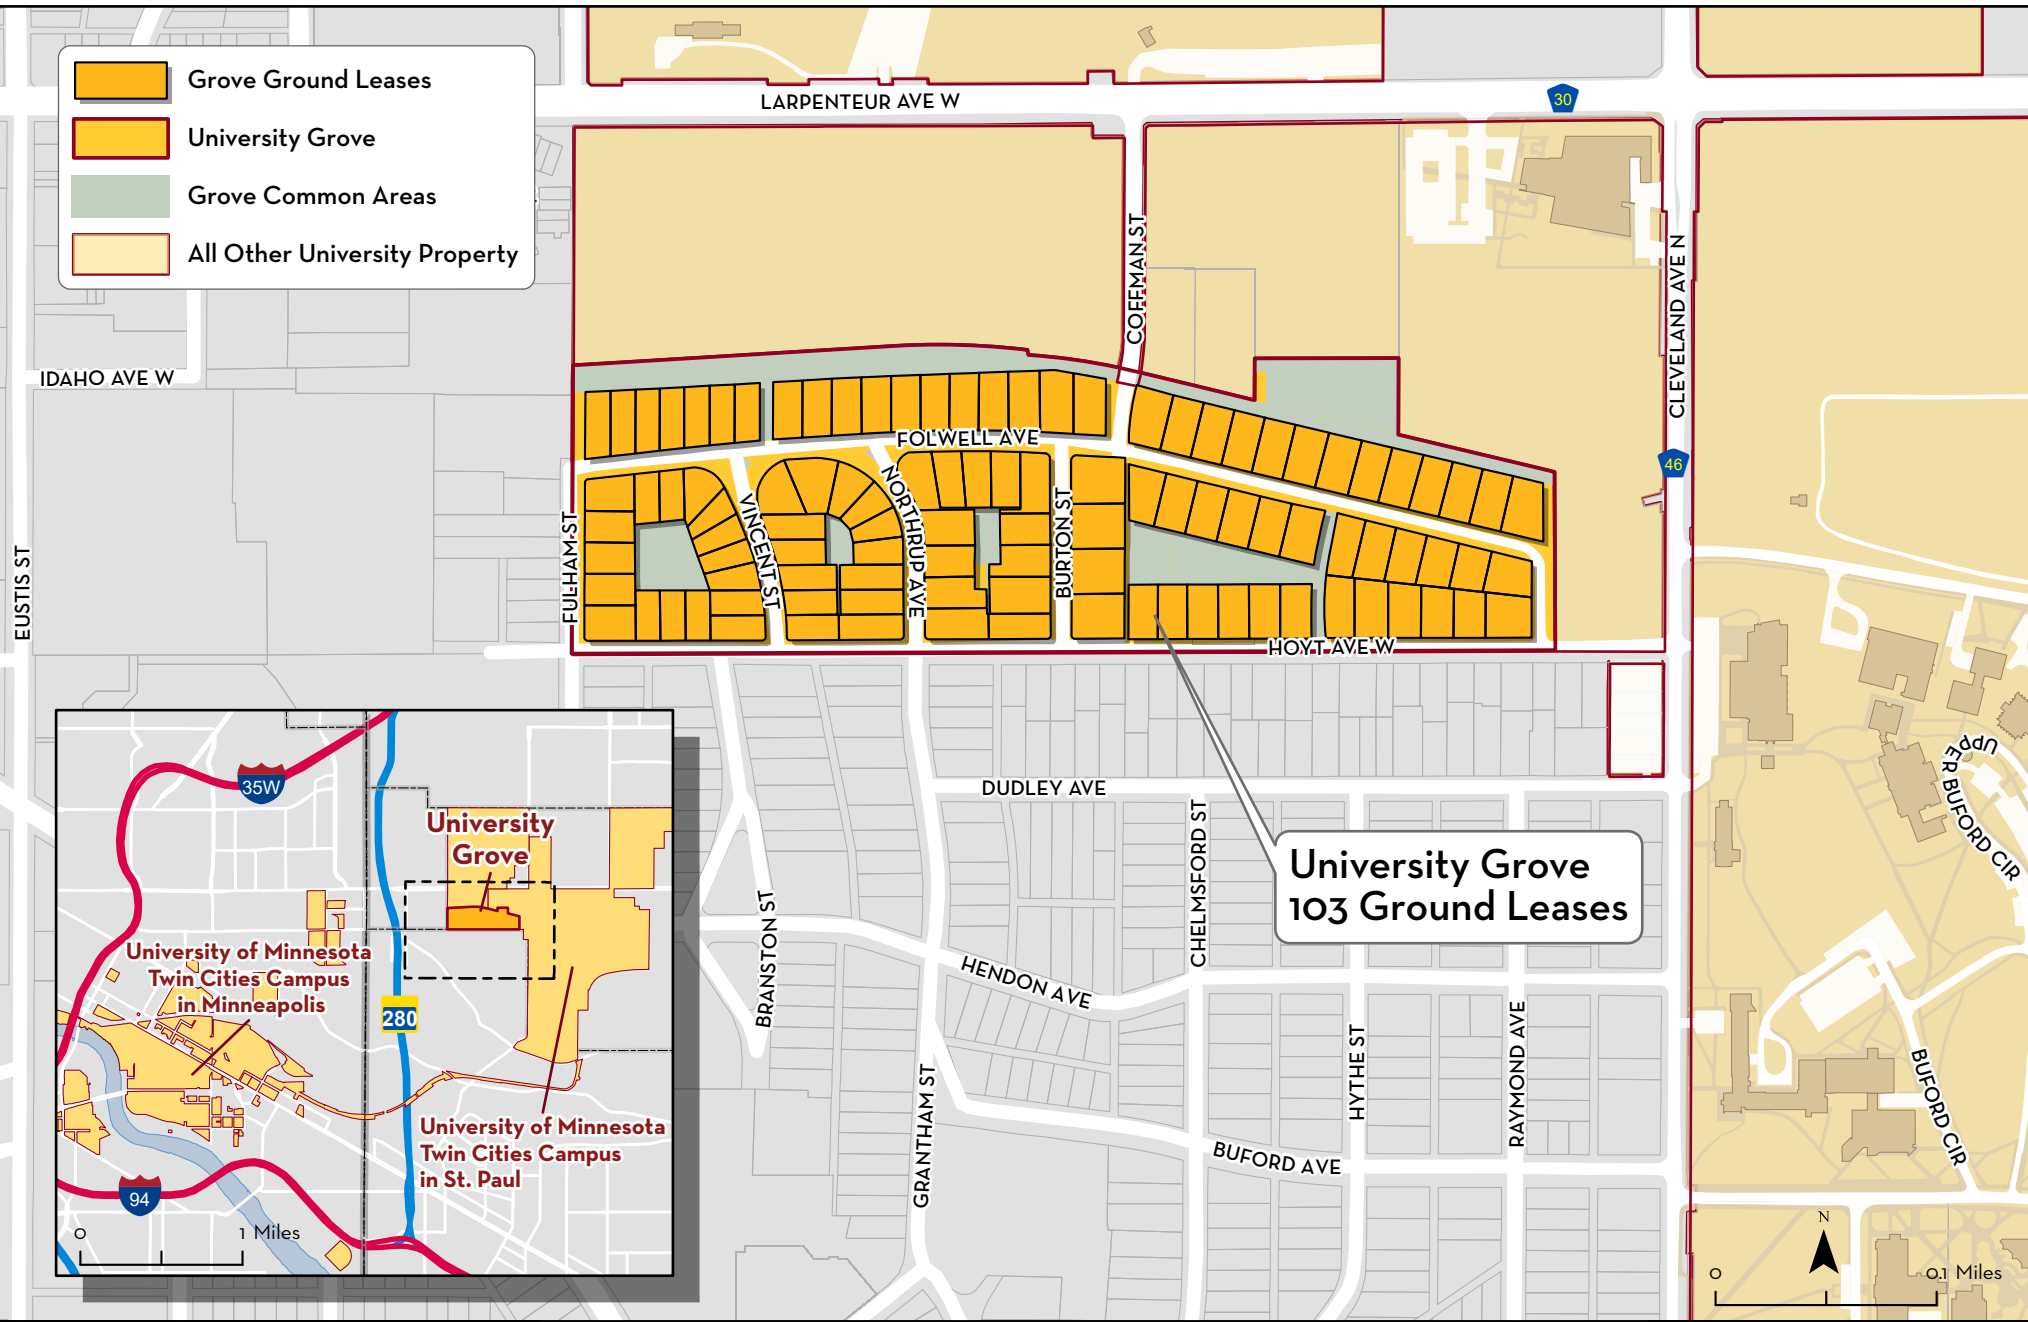 Grove Ground Leases
University Grove
Grove Common Areas
All Other University Property
LARPENTEUR AVE W
30
COFFMAN ST
CLEVELAND AVE N
IDAHO AVE W
46
FOLWELL AVE
EUSTIS ST
FULHAM ST
VINCENT ST
NORTHRUP AVE
BURTON ST
HOYT AVE W
UPPER BUFORD CIR
DUDLEY AVE
CHELMSFORD ST
University Grove
103 Ground Leases
BRANSTON ST
HENDON AVE
HYTHE ST
RAYMOND AVE
GRANTHAM ST
BUFORD AVE
BUFORD CIR
35W
University
Grove
University of Minnesota
Twin Cities Campus
in Minneapolis
280
University of Minnesota
Twin Cities Campus
in St. Paul
94
0 1 Miles
N
0 0.1 Miles